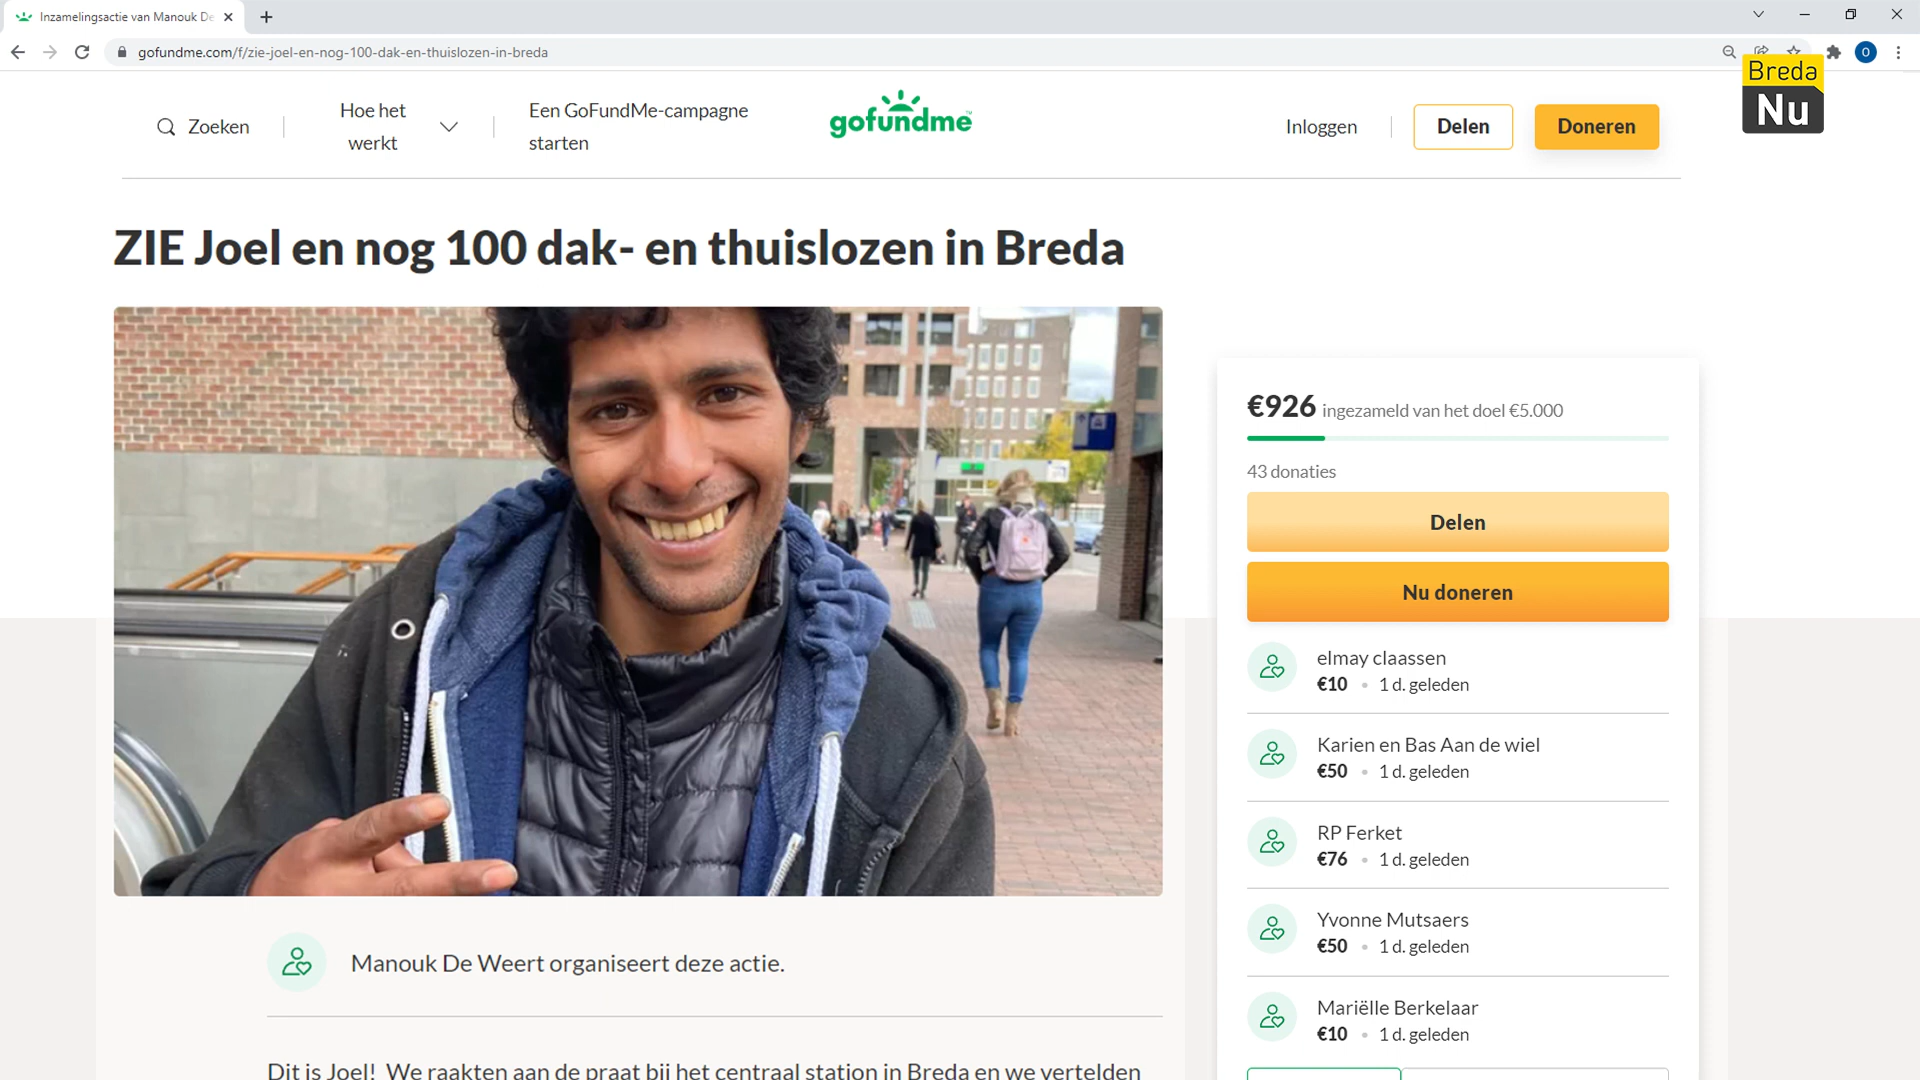 Inzamelingsactie van Manouk De
gofundme.com/f/zie-joel-en-nog-100-dak-en-thuislozen-in-breda
O
Breda
Nu
Zoeken
Hoe het
werkt
Een GoFundMe-campagne
starten
gofundme
Inloggen
Delen
Doneren
ZIE Joel en nog 100 dak- en thuislozen in Breda
€926 ingezameld van het doel €5.000
43 donaties
Delen
Nu doneren
elmay claassen
€10 • 1 d. geleden
Karien en Bas Aan de wiel
€50 • 1 d. geleden
RP Ferket
€76 • 1 d. geleden
Yvonne Mutsaers
€50 • 1 d. geleden
Mariëlle Berkelaar
€10 • 1 d. geleden
Manouk De Weert organiseert deze actie.
Dit is Joel! We raakten aan de praat bij het centraal station in Breda en we vertelden